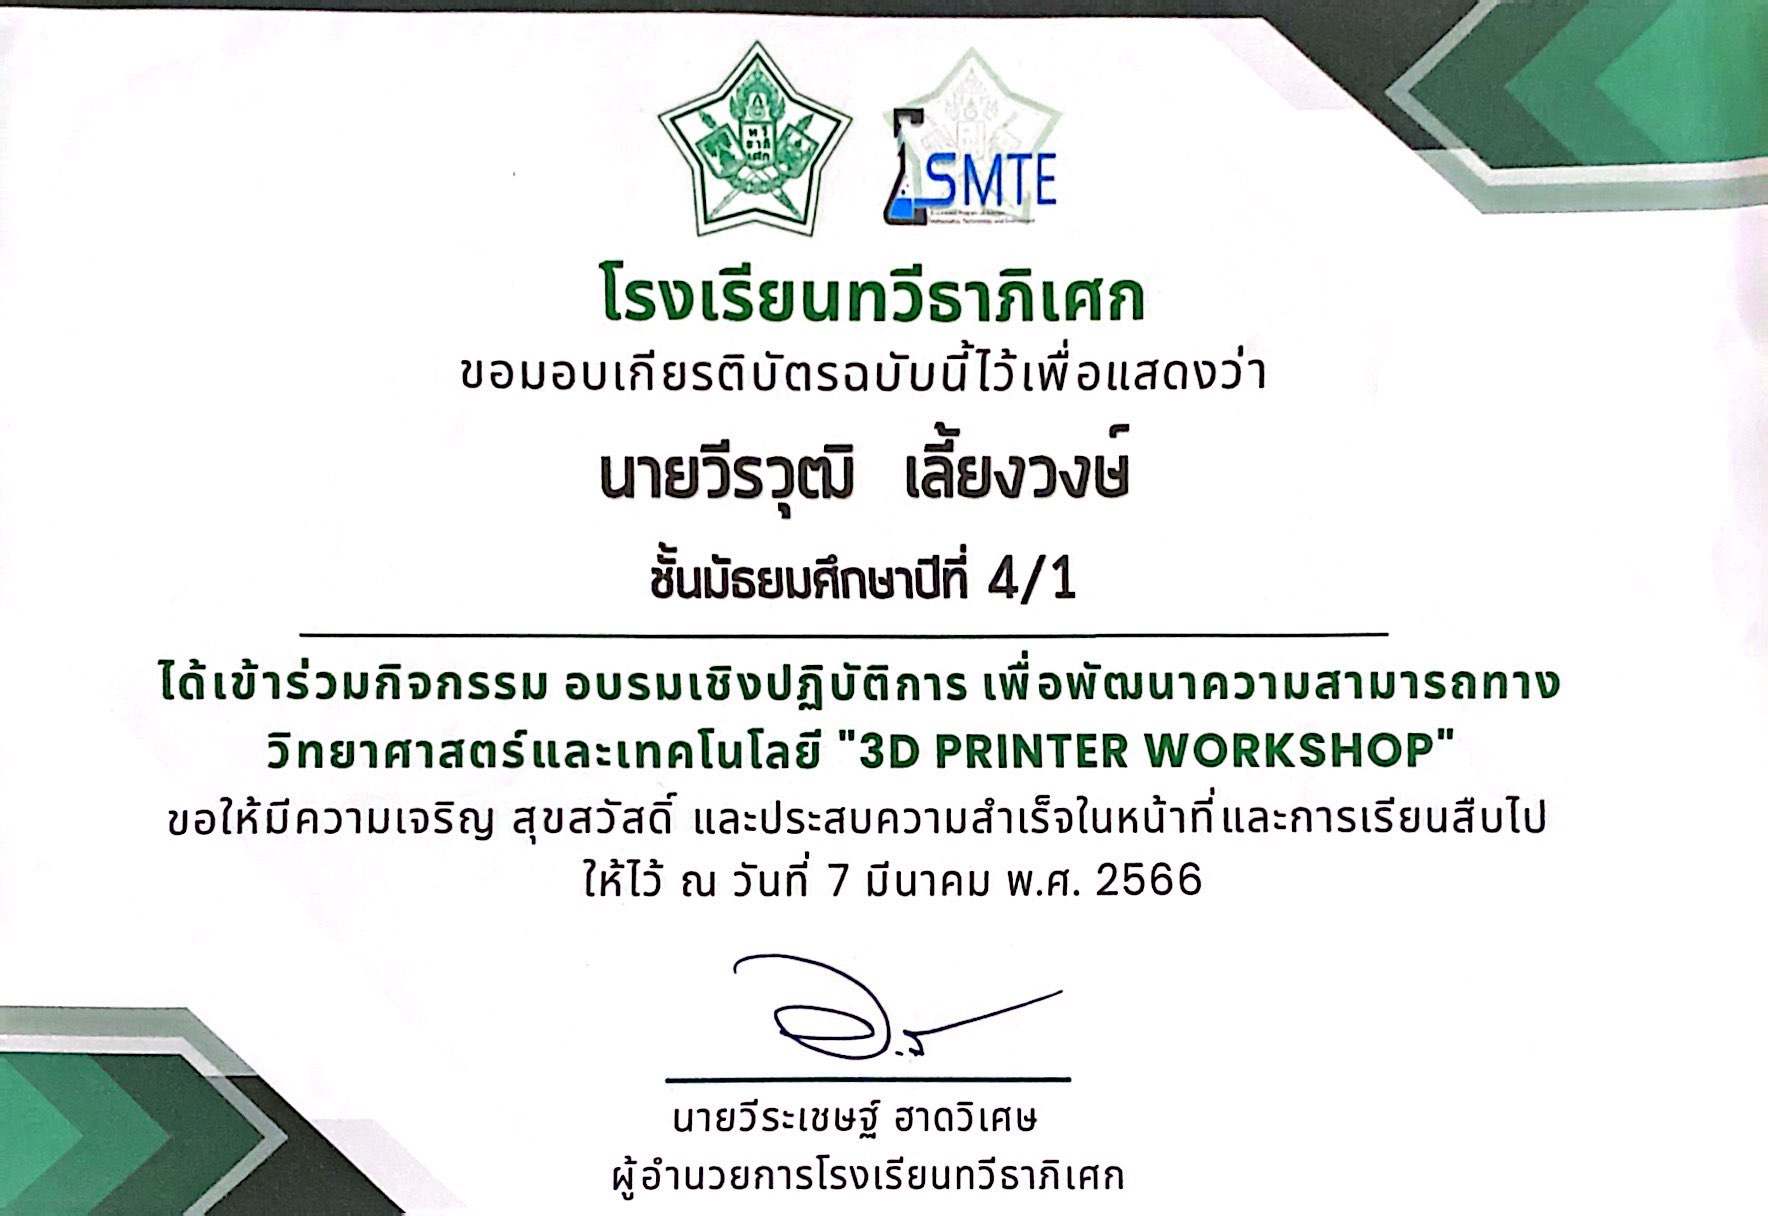 ทวีธาภิเศก
SMTE
โรงเรียนทวีธาภิเศก
ขอมอบเกียรติบัตรฉบับนี้ไว้เพื่อแสดงว่า
นายวีรวุฒิ เลี้ยงวงษ์
ชั้นมัธยมศึกษาปีที่ 4/1
ได้เข้าร่วมกิจกรรม อบรมเชิงปฏิบัติการ เพื่อพัฒนาความสามารถทาง
วิทยาศาสตร์และเทคโนโลยี "3D PRINTER WORKSHOP"
ขอให้มีความเจริญ สุขสวัสดิ์ และประสบความสำเร็จในหน้าที่และการเรียนสืบไป
ให้ไว้ ณ วันที่ 7 มีนาคม พ.ศ. 2566
นายวีระเชษฐ์ ฮาดวิเศษ
ผู้อำนวยการโรงเรียนทวีธาภิเศก